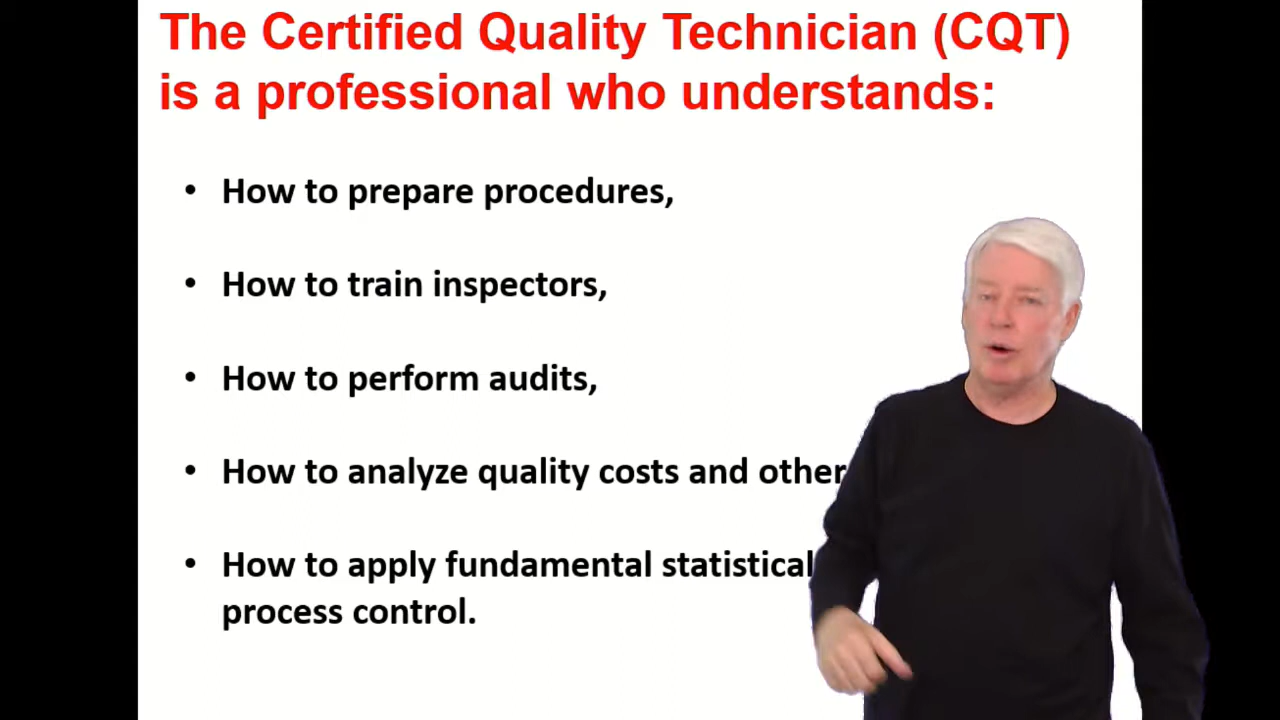 The Certified Quality Technician (CQT)
is a professional who understands:
• How to prepare procedures,
• How to train inspectors,
• How to perform audits,
• How to analyze quality costs and other
• How to apply fundamental statistical
process control.